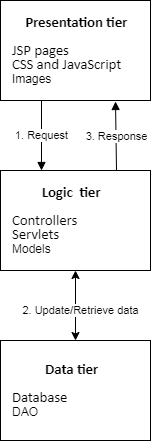 Presentation tier
JSP pages
CSS and JavaScript
Images
1. Request
3. Response
Logic tier
Controllers
Servlets
Models
2. Update/Retrieve data
Data tier
Database
DAO